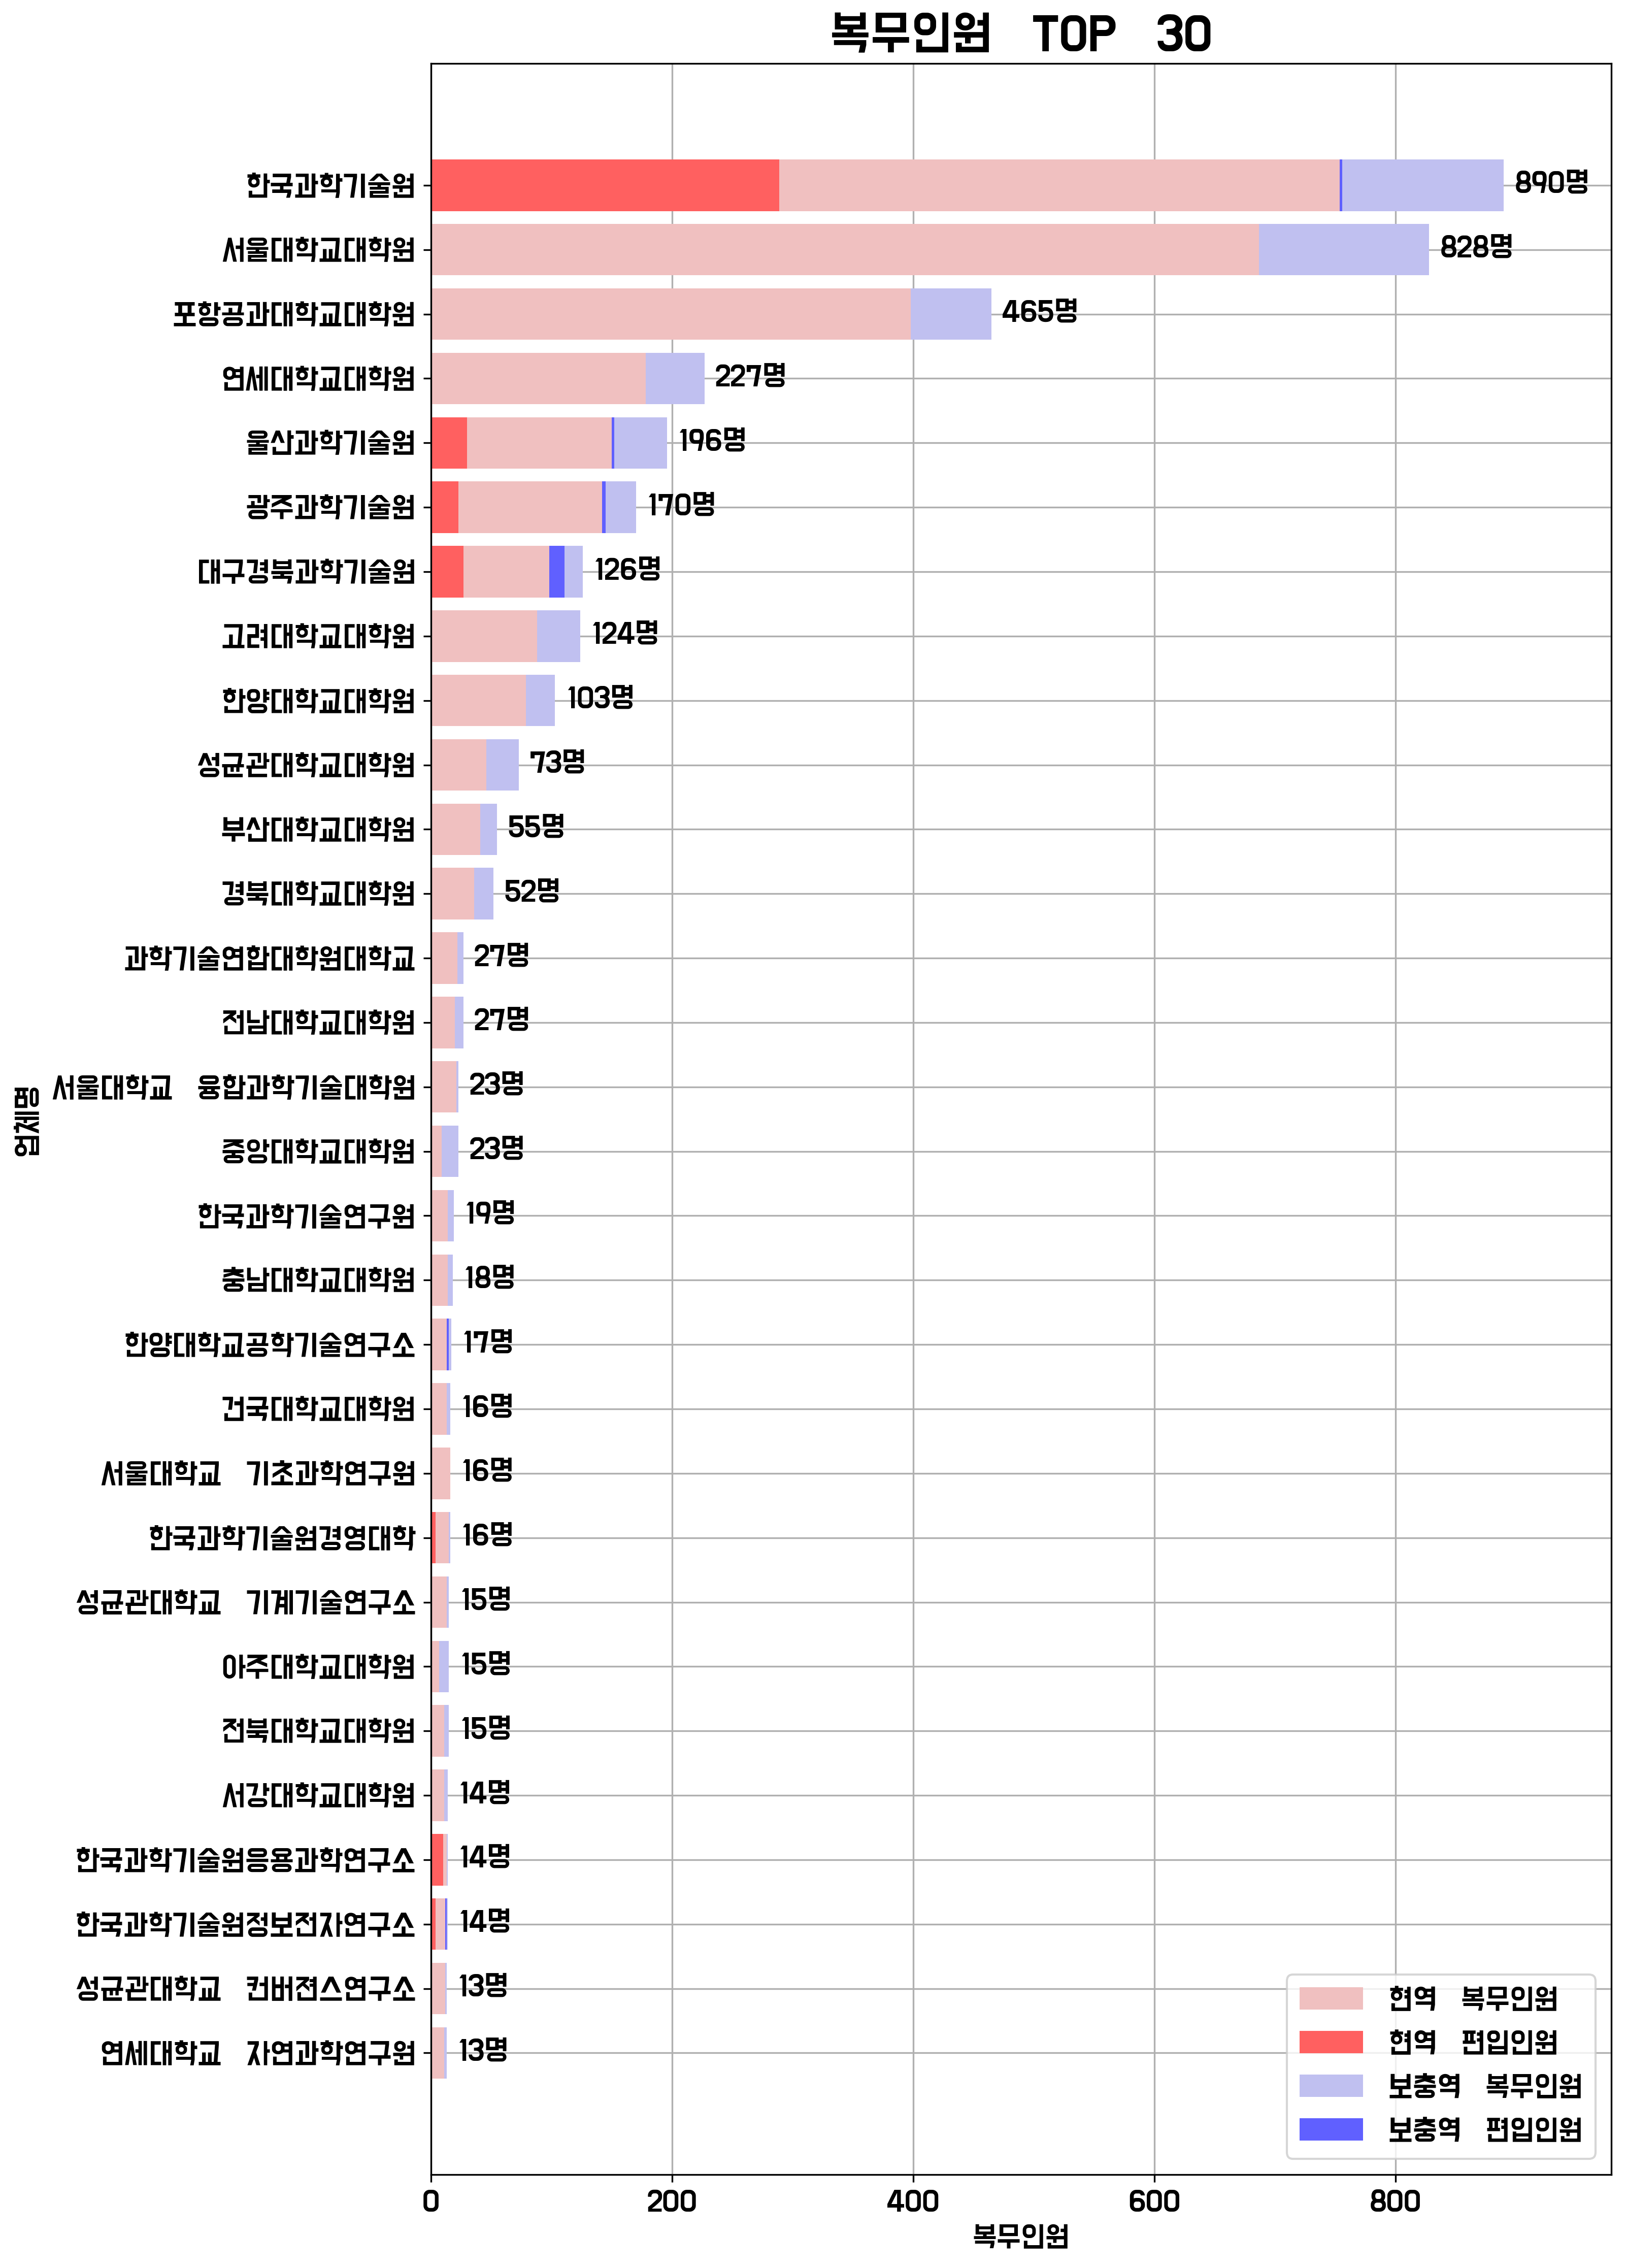 복무인원 TOP 30
한국과학기술원 890명
서울대학교대학원 828명
포항공과대학교대학원 465명
연세대학교대학원 227명
울산과학기술원 196명
광주과학기술원 170명
대구경북과학기술원 126명
고려대학교대학원 124명
한양대학교대학원 103명
성균관대학교대학원 73명
부산대학교대학원 55명
경북대학교대학원 52명
과학기술연합대학원대학교 27명
전남대학교대학원 27명
서울대학교 융합과학기술대학원 23명
중앙대학교대학원 23명
한국과학기술연구원 19명
충남대학교대학원 18명
한양대학교공학기술연구소 17명
건국대학교대학원 16명
서울대학교 기초과학연구원 16명
한국과학기술원경영대학 16명
성균관대학교 기계기술연구소 15명
아주대학교대학원 15명
전북대학교대학원 15명
서강대학교대학원 14명
한국과학기술원응용과학연구소 14명
한국과학기술원정보전자연구소 14명
성균관대학교 컨버젼스연구소 13명
연세대학교 자연과학연구원 13명
업체명
현역 복무인원
현역 편입인원
보충역 복무인원
보충역 편입인원
0 200 400 600 800
복무인원